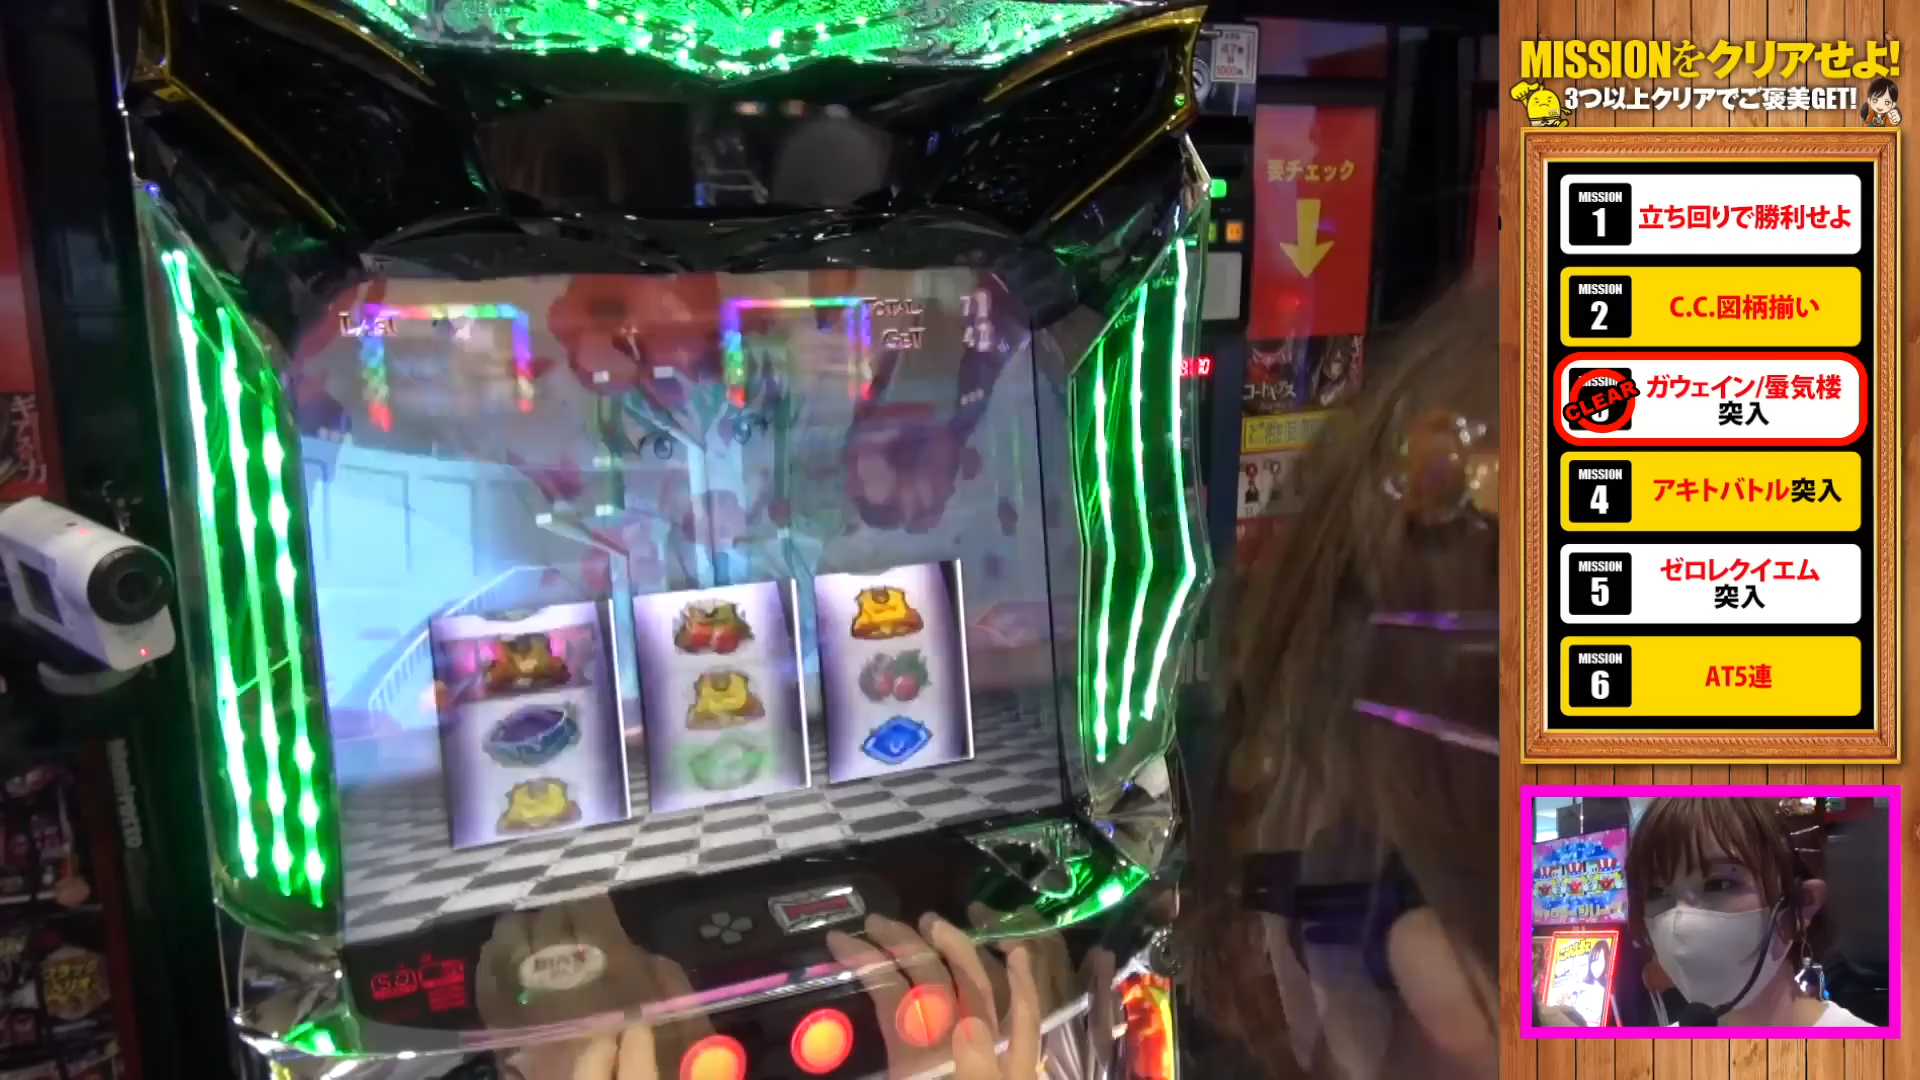 MISSIONをクリアせよ!
3つ以上クリアでご褒美GET!
MISSION
1
立ち回りで勝利せよ
MISSION
2
C.C.図柄揃い
CLEAR
ガウェイン/蜃気楼
突入
MISSION
4
アキトバトル突入
MISSION
5
ゼロレクイエム
突入
MISSION
6
AT5連
要チェック
LAST
TOTAL
71
GET
42